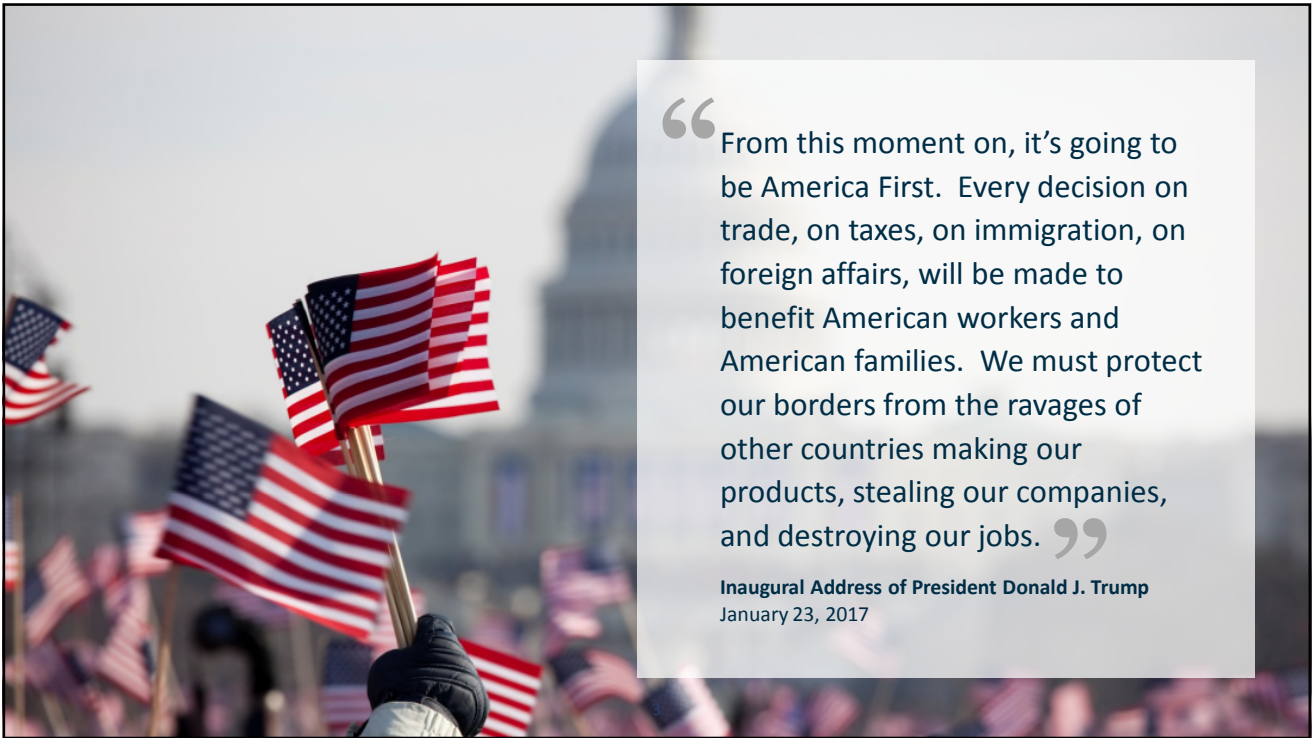 “From this moment on, it’s going to
be America First.  Every decision on
trade, on taxes, on immigration, on
foreign affairs, will be made to
benefit American workers and
American families.  We must protect
our borders from the ravages of
other countries making our
products, stealing our companies,
and destroying our jobs. ”
Inaugural Address of President Donald J. Trump
January 23, 2017